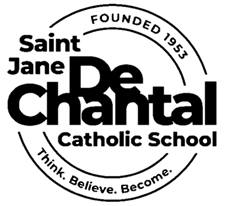 FOUNDED 1953
Saint
Jane De
Chantal
Catholic School
Think. Believe. Become.